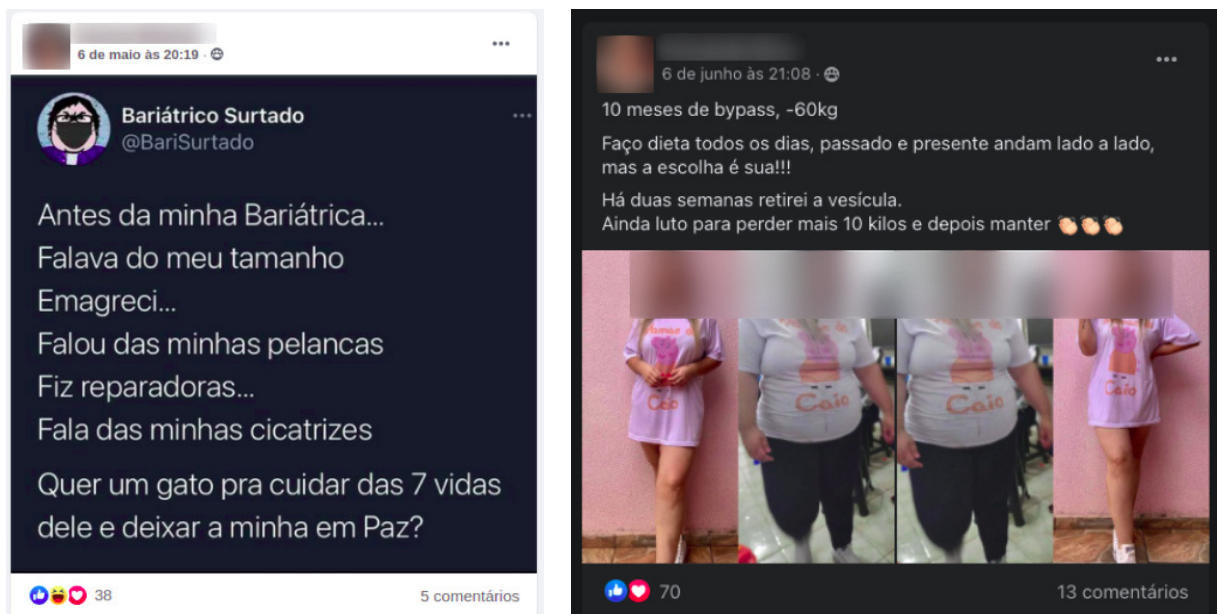 6 de maio às 20:19 ·
Bariátrico Surtado
@BariSurtado
Antes da minha Bariátrica...
Falava do meu tamanho
Emagreci...
Falou das minhas pelancas
Fiz reparadoras...
Fala das minhas cicatrizes
Quer um gato pra cuidar das 7 vidas
dele e deixar a minha em Paz?
38
5 comentários
6 de junho às 21:08 ·
10 meses de bypass, -60kg
Faço dieta todos os dias, passado e presente andam lado a lado,
mas a escolha é sua!!!
Há duas semanas retirei a vesícula.
Ainda luto para perder mais 10 kilos e depois manter 👏🏻👏🏻👏🏻
Caio
Caio
Caio
Caio
70
13 comentários